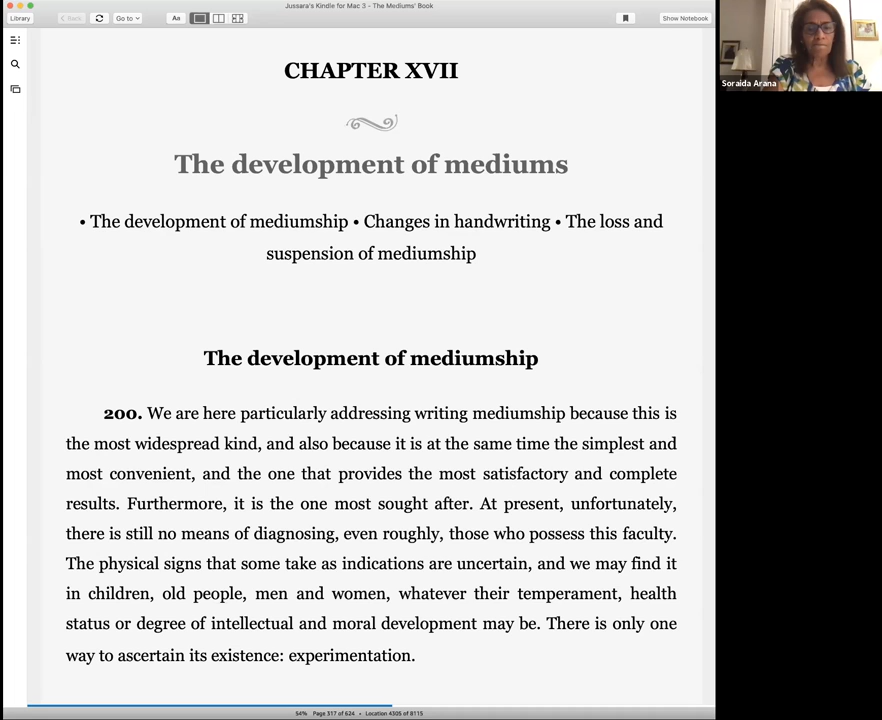 Jussara's Kindle for Mac 3 - The Mediums' Book
Library
Back
Go to
Aa
Show Notebook
Soraida Arana
CHAPTER XVII
The development of mediums
• The development of mediumship • Changes in handwriting • The loss and
suspension of mediumship
The development of mediumship
200. We are here particularly addressing writing mediumship because this is
the most widespread kind, and also because it is at the same time the simplest and
most convenient, and the one that provides the most satisfactory and complete
results. Furthermore, it is the one most sought after. At present, unfortunately,
there is still no means of diagnosing, even roughly, those who possess this faculty.
The physical signs that some take as indications are uncertain, and we may find it
in children, old people, men and women, whatever their temperament, health
status or degree of intellectual and moral development may be. There is only one
way to ascertain its existence: experimentation.
54% Page 317 of 624 • Location 4305 of 8115